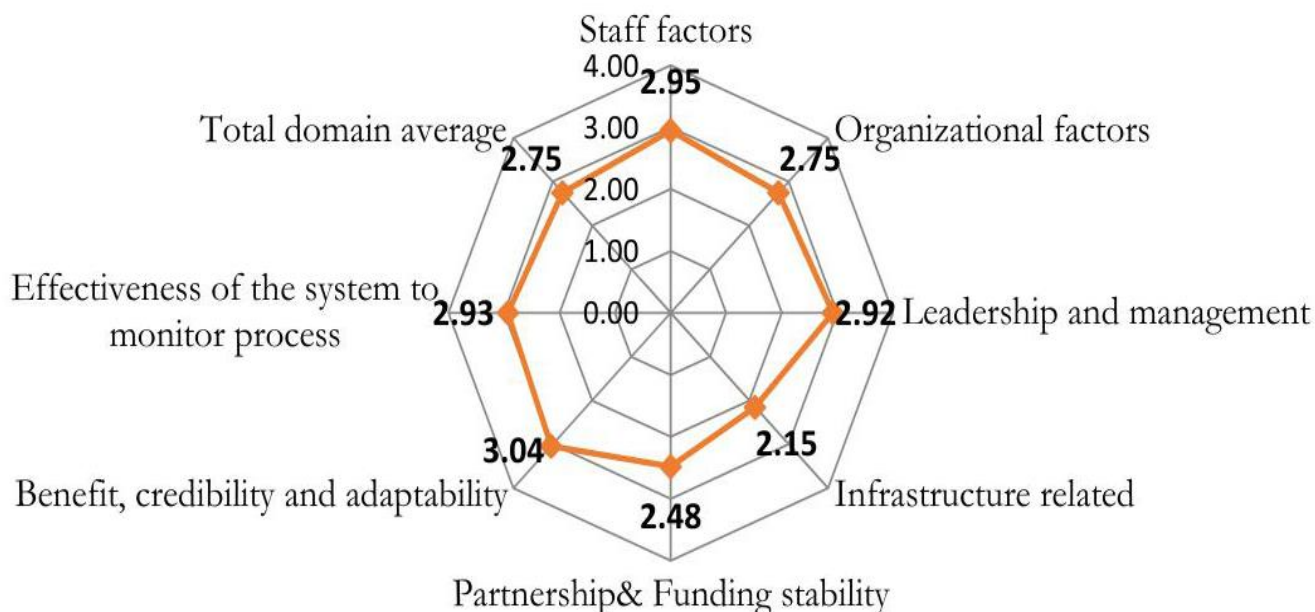 Staff factors
4.00
2.95
Total domain average
3.00
Organizational factors
2.75
2.75
2.00
1.00
Effectiveness of the system to
monitor process
2.93
0.00
2.92
Leadership and management
3.04
2.15
Benefit, credibility and adaptability
Infrastructure related
2.48
Partnership& Funding stability